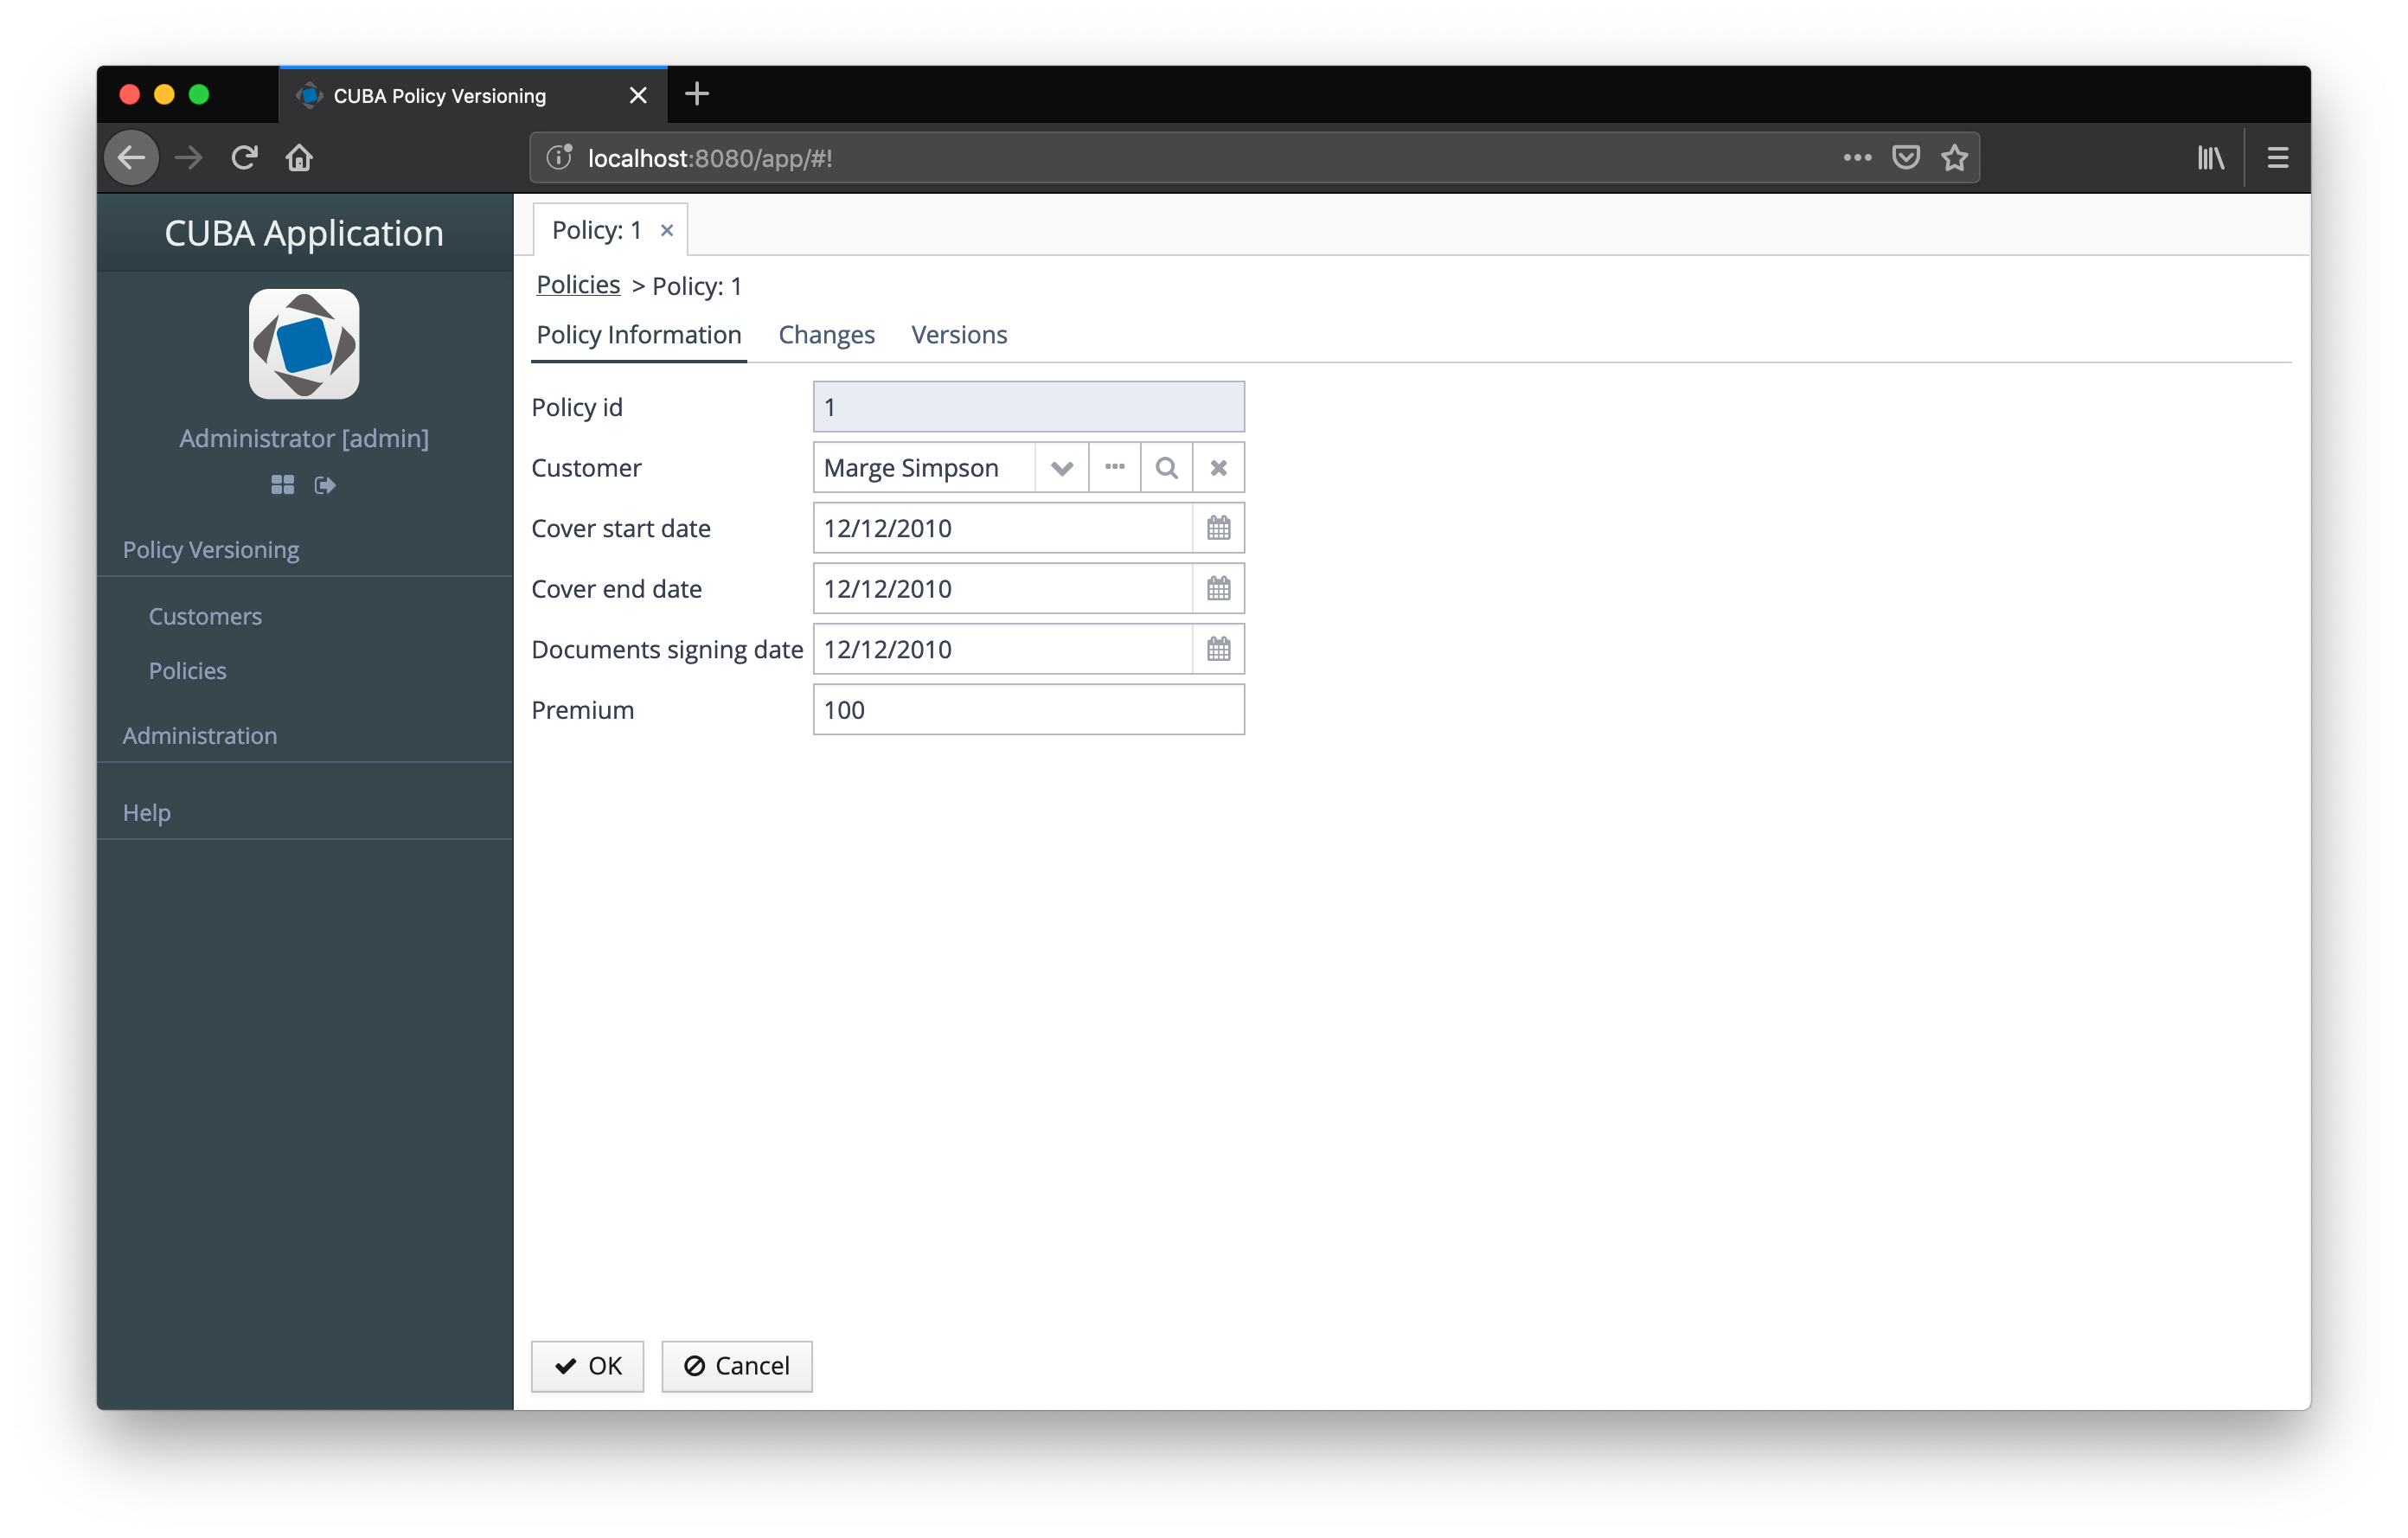 CUBA Policy Versioning
localhost:8080/app/#!
CUBA Application
Administrator [admin]
Policy Versioning
Customers
Policies
Administration
Help
Policy: 1
Policies > Policy: 1
Policy Information Changes Versions
Policy id 1
Customer Marge Simpson
Cover start date 12/12/2010
Cover end date 12/12/2010
Documents signing date 12/12/2010
Premium 100
OK Cancel